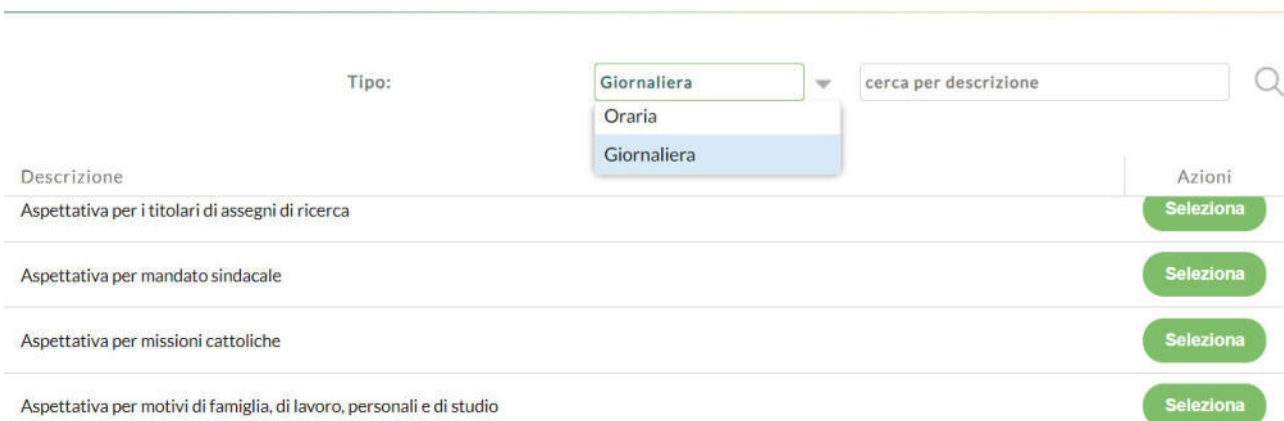 Tipo:
Giornaliera
cerca per descrizione
Oraria
Giornaliera
Descrizione
Azioni
Aspettativa per i titolari di assegni di ricerca
Seleziona
Aspettativa per mandato sindacale
Seleziona
Aspettativa per missioni cattoliche
Seleziona
Aspettativa per motivi di famiglia, di lavoro, personali e di studio
Seleziona